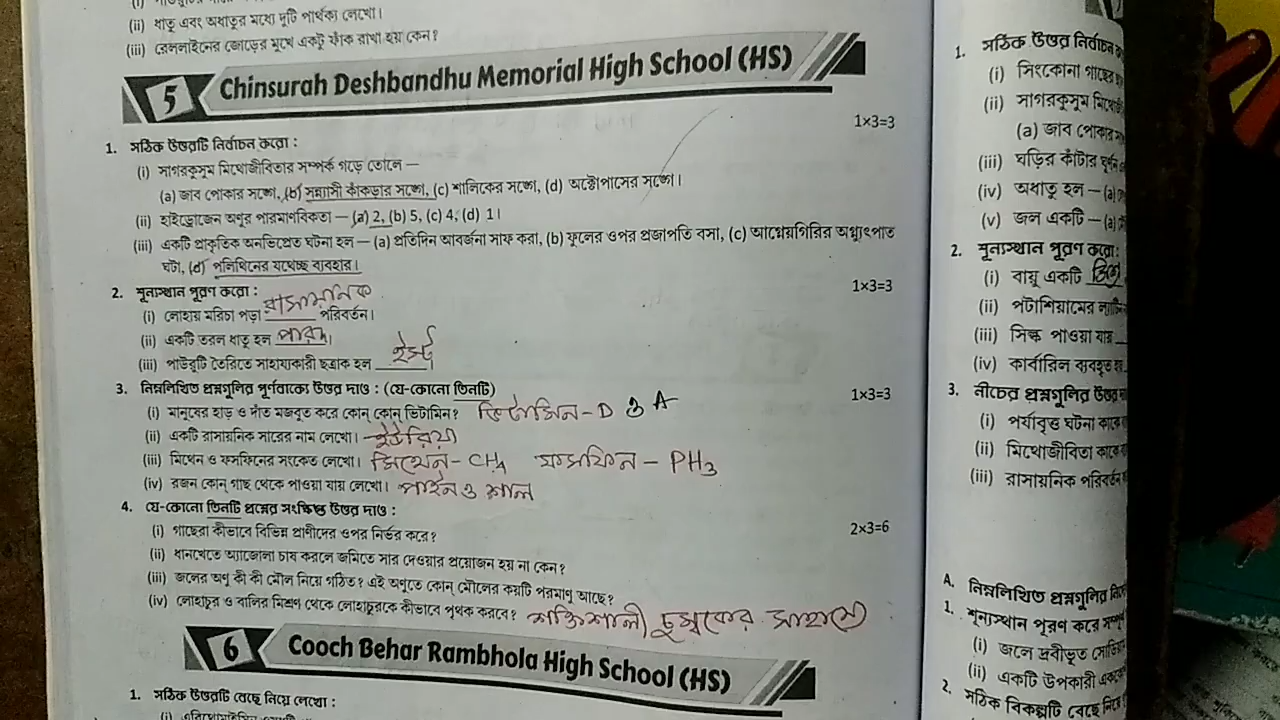 (ii) ধাতু এবং অধাতুর মধ্যে দুটি পার্থক্য লেখো।
(iii) রেললাইনের জোড়ের মুখে একটু ফাঁক রাখা হয় কেন?
5 Chinsurah Deshbandhu Memorial High School (HS)
1. সঠিক উত্তরটি নির্বাচন করো : 1×3=3
(i) সাগরকুসুম মিথোজীবিতার সম্পর্ক গড়ে তোলে —
(a) জাব পোকার সঙ্গে, (b) সন্ন্যাসী কাঁকড়ার সঙ্গে, (c) শালিকের সঙ্গে, (d) অক্টোপাসের সঙ্গে।
(ii) হাইড্রোজেন অণুর পারমাণবিকতা — (a) 2, (b) 5, (c) 4, (d) 1।
(iii) একটি প্রাকৃতিক অনভিপ্রেত ঘটনা হল — (a) প্রতিদিন আবর্জনা সাফ করা, (b) ফুলের ওপর প্রজাপতি বসা, (c) আগ্নেয়গিরির অগ্ন্যুৎপাত
ঘটা, (d) পলিথিনের যথেচ্ছ ব্যবহার।
2. শূন্যস্থান পূরণ করো : 1×3=3
(i) লোহায় মরিচা পড়া রাসায়নিক পরিবর্তন।
(ii) একটি তরল ধাতু হল পারদ।
(iii) পাউরুটি তৈরিতে সাহায্যকারী ছত্রাক হল ইস্ট।
3. নিম্নলিখিত প্রশ্নগুলির পূর্ণবাক্যে উত্তর দাও : (যে-কোনো তিনটি) 1×3=3
(i) মানুষের হাড় ও দাঁত মজবুত করে কোন্ কোন্ ভিটামিন? ভিটামিন - D ও A
(ii) একটি রাসায়নিক সারের নাম লেখো। ইউরিয়া
(iii) মিথেন ও ফসফিনের সংকেত লেখো। মিথেন - CH₄ ফসফিন - PH₃
(iv) রজন কোন্ গাছ থেকে পাওয়া যায় লেখো। পাইন ও শাল
4. যে-কোনো তিনটি প্রশ্নের সংক্ষিপ্ত উত্তর দাও : 2×3=6
(i) গাছেরা কীভাবে বিভিন্ন প্রাণীদের ওপর নির্ভর করে?
(ii) ধানখেতে অ্যাজোলা চাষ করলে জমিতে সার দেওয়ার প্রয়োজন হয় না কেন?
(iii) জলের অণু কী কী মৌল নিয়ে গঠিত? এই অণুতে কোন্ মৌলের কয়টি পরমাণু আছে?
(iv) লোহাচুর ও বালির মিশ্রণ থেকে লোহাচুরকে কীভাবে পৃথক করবে? শক্তিশালী চুম্বকের সাহায্যে
6 Cooch Behar Rambhola High School (HS)
1. সঠিক উত্তরটি বেছে নিয়ে লেখো :
1. সঠিক উত্তর নির্বাচন
(i) সিংকোনা গাছের
(ii) সাগরকুসুম
(a) জাব পোকার
(iii) ঘড়ির কাঁটার
(iv) অধাতু হল — (a)
(v) জল একটি — (a)
2. শূন্যস্থান পূরণ করো:
(i) বায়ু একটি
(ii) পটাশিয়ামের
(iii) সিল্ক পাওয়া যায়
(iv) কার্বারিল ব্যবহৃত
3. নীচের প্রশ্নগুলির উত্তর
(i) পর্যাবৃত্ত ঘটনা কাকে
(ii) মিথোজীবিতা কাকে
(iii) রাসায়নিক পরিবর্তন
A. নিম্নলিখিত প্রশ্নগুলির
1. শূন্যস্থান পূরণ করে
(i) জলে দ্রবীভূত
(ii) একটি উপকারী
2. সঠিক বিকল্পটি বেছে